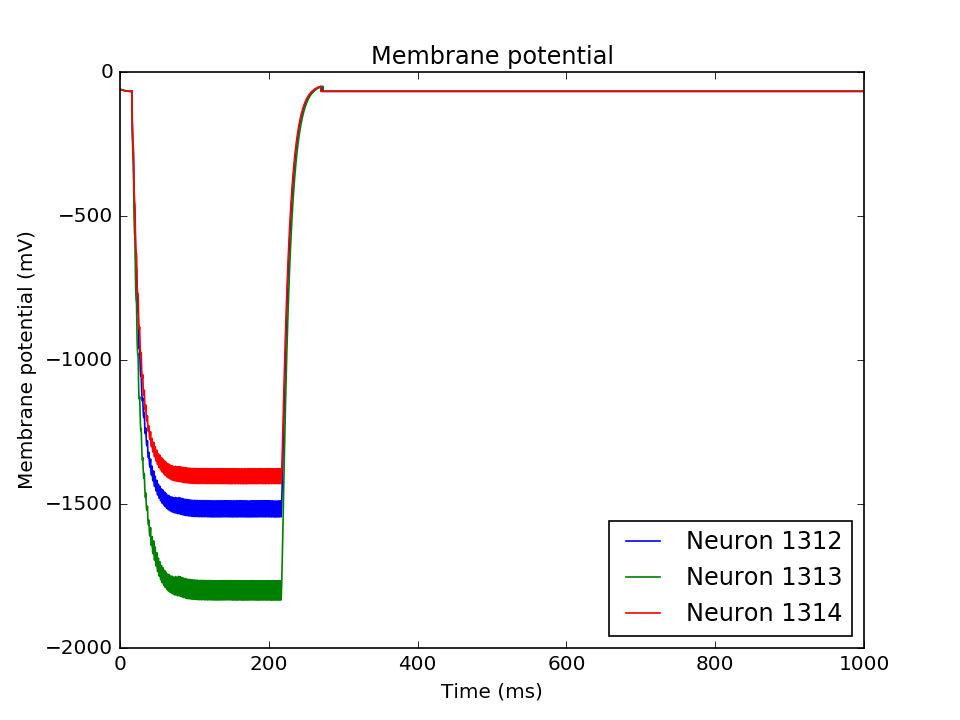 Membrane potential
Membrane potential (mV)
0
−500
−1000
−1500
−2000
0 200 400 600 800 1000
Time (ms)
Neuron 1312
Neuron 1313
Neuron 1314